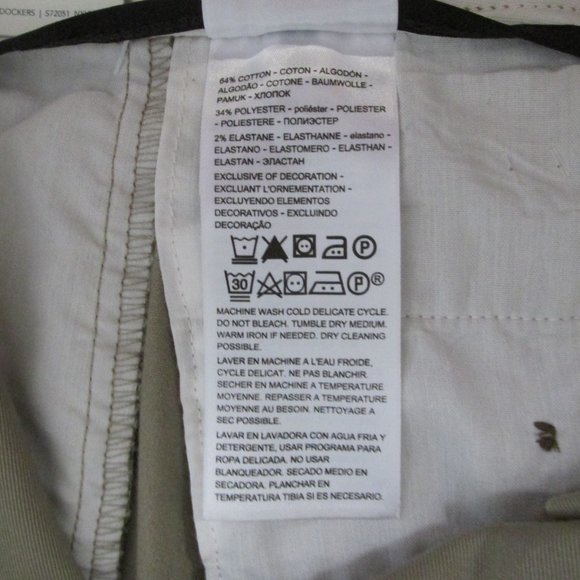 DOCKERS | S72051
64% COTTON - COTON - ALGODÓN -
ALGODÃO - COTONE - BAUMWOLLE -
PAMUK - ХЛОПОК
34% POLYESTER - poliéster - POLIESTER
- POLIESTERE - ПОЛИЭСТЕР
2% ELASTANE - ELASTHANNE - elastano -
ELASTANO - ELASTOMERO - ELASTHAN -
ELASTAN - ЭЛАСТАН
EXCLUSIVE OF DECORATION -
EXCLUANT L'ORNEMENTATION -
EXCLUYENDO ELEMENTOS
DECORATIVOS - EXCLUINDO
DECORAÇÃO
P
30 P ®
MACHINE WASH COLD DELICATE CYCLE.
DO NOT BLEACH. TUMBLE DRY MEDIUM.
WARM IRON IF NEEDED. DRY CLEANING
POSSIBLE.
LAVER EN MACHINE A L'EAU FROIDE,
CYCLE DELICAT. NE PAS BLANCHIR.
SECHER EN MACHINE A TEMPERATURE
MOYENNE. REPASSER A TEMPERATURE
MOYENNE AU BESOIN. NETTOYAGE A
SEC POSSIBLE.
LAVAR EN LAVADORA CON AGUA FRIA Y
DETERGENTE, USAR PROGRAMA PARA
ROPA DELICADA. NO USAR
BLANQUEADOR. SECADO MEDIO EN
SECADORA. PLANCHAR EN
TEMPERATURA TIBIA SI ES NECESARIO.